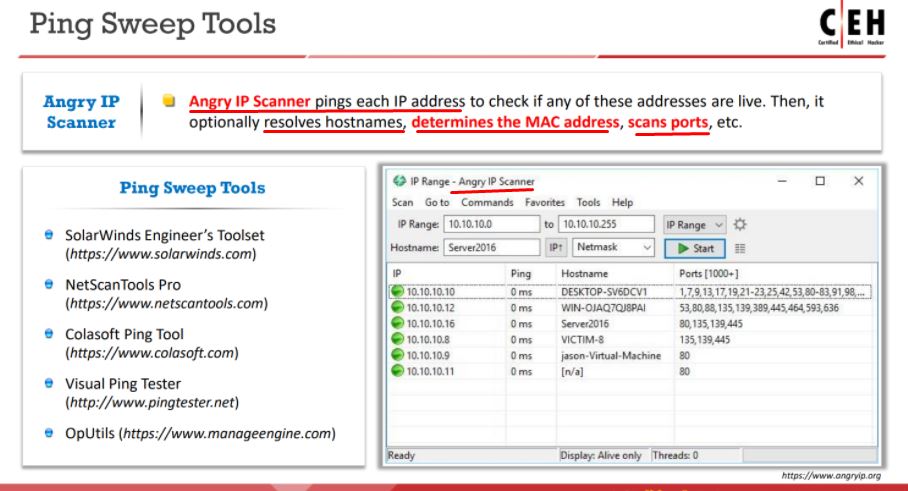 Ping Sweep Tools
CEH
Certified Ethical Hacker
Angry IP
Scanner
Angry IP Scanner pings each IP address to check if any of these addresses are live. Then, it
optionally resolves hostnames, determines the MAC address, scans ports, etc.
Ping Sweep Tools
SolarWinds Engineer's Toolset
(https://www.solarwinds.com)
NetScanTools Pro
(https://www.netscantools.com)
Colasoft Ping Tool
(https://www.colasoft.com)
Visual Ping Tester
(http://www.pingtester.net)
OpUtils (https://www.manageengine.com)
IP Range - Angry IP Scanner
Scan Go to Commands Favorites Tools Help
IP Range: 10.10.10.0 to 10.10.10.255 IP Range
Hostname: Server2016 IP↑ Netmask Start
IP Ping Hostname Ports [1000+]
10.10.10.10 0 ms DESKTOP-SV6DCV1 1,7,9,13,17,19,21-23,25,42,53,80-83,91,98,...
10.10.10.12 0 ms WIN-OJAQ7QJ8PAI 53,80,88,135,139,389,445,464,593,636
10.10.10.16 0 ms Server2016 80,135,139,445
10.10.10.8 0 ms VICTIM-8 135,139,445
10.10.10.9 0 ms jason-Virtual-Machine 80
10.10.10.11 0 ms [n/a] 80
Ready Display: Alive only Threads: 0
https://www.angryip.org